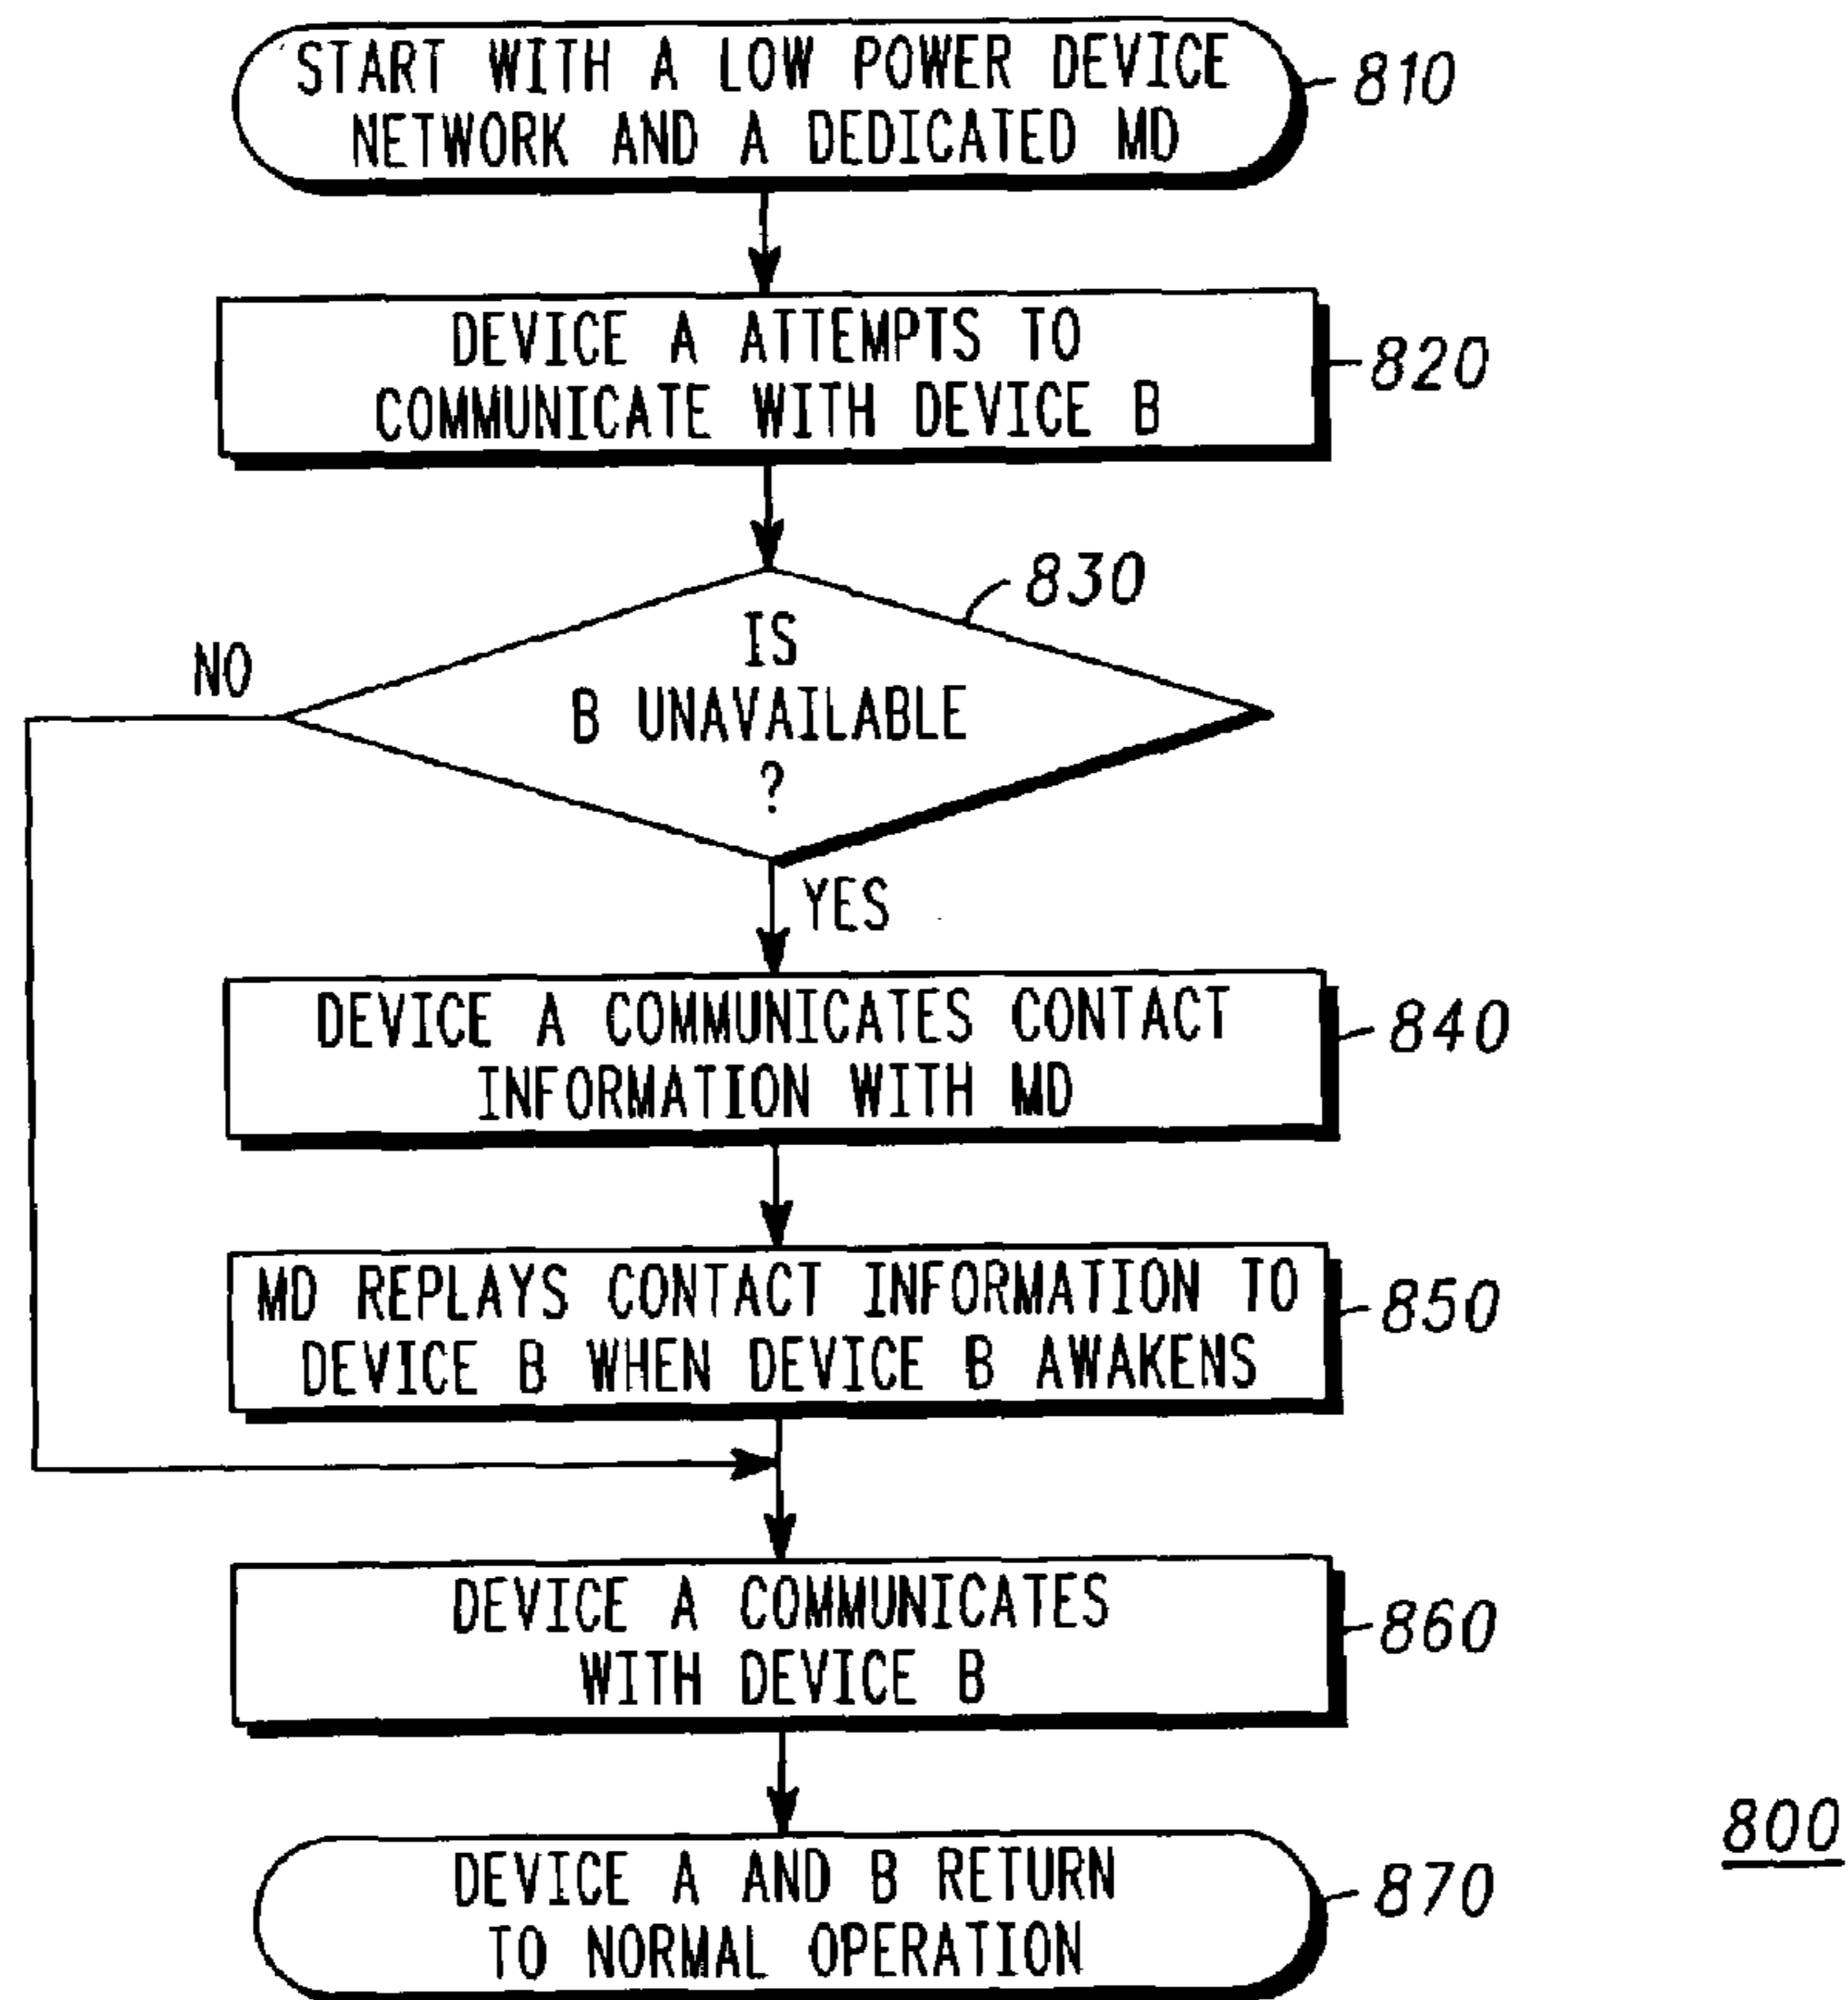 START WITH A LOW POWER DEVICE
NETWORK AND A DEDICATED MD
810
DEVICE A ATTEMPTS TO
COMMUNICATE WITH DEVICE B
820
830
IS
B UNAVAILABLE
?
NO
YES
DEVICE A COMMUNICATES CONTACT
INFORMATION WITH MD
840
MD REPLAYS CONTACT INFORMATION TO
DEVICE B WHEN DEVICE B AWAKENS
850
DEVICE A COMMUNICATES
WITH DEVICE B
860
DEVICE A AND B RETURN
TO NORMAL OPERATION
870
800